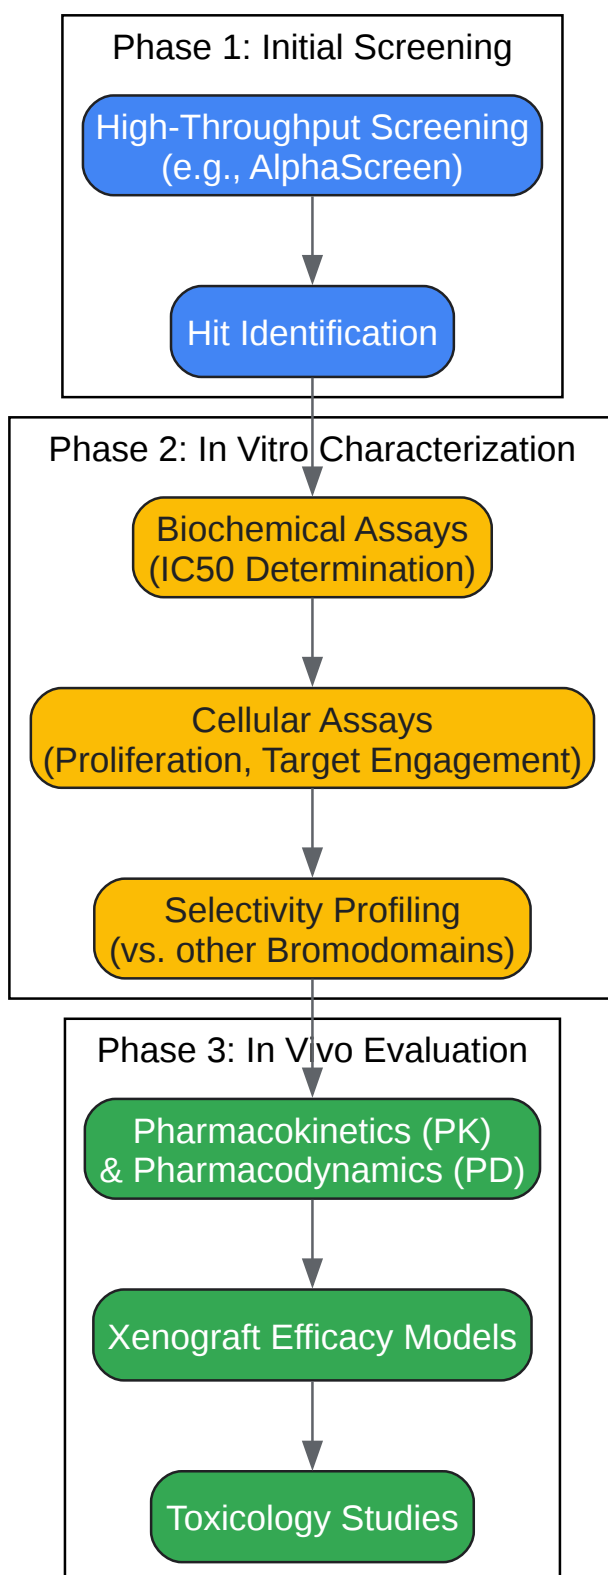 Phase 1: Initial Screening
High-Throughput Screening
(e.g., AlphaScreen)
Hit Identification
Phase 2: In Vitro Characterization
Biochemical Assays
(IC50 Determination)
Cellular Assays
(Proliferation, Target Engagement)
Selectivity Profiling
(vs. other Bromodomains)
Phase 3: In Vivo Evaluation
Pharmacokinetics (PK)
& Pharmacodynamics (PD)
Xenograft Efficacy Models
Toxicology Studies